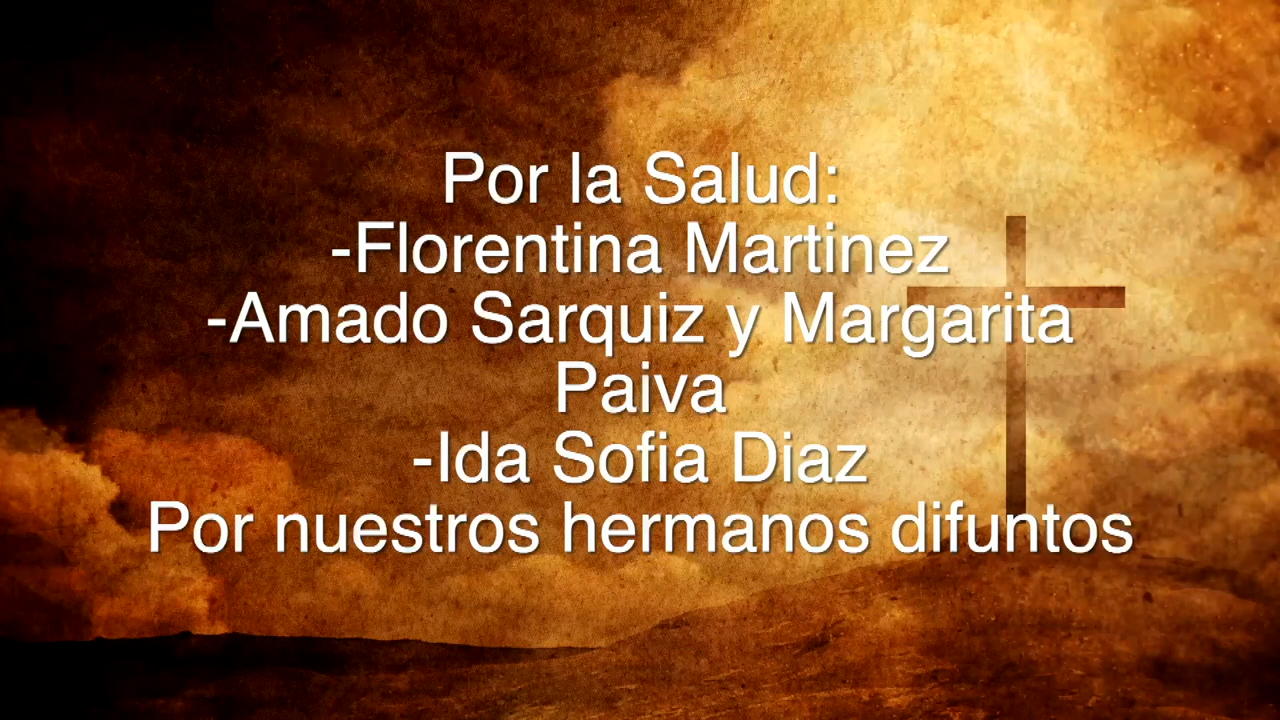 Por la Salud:
-Florentina Martinez
-Amado Sarquiz y Margarita
Paiva
-Ida Sofia Diaz
Por nuestros hermanos difuntos